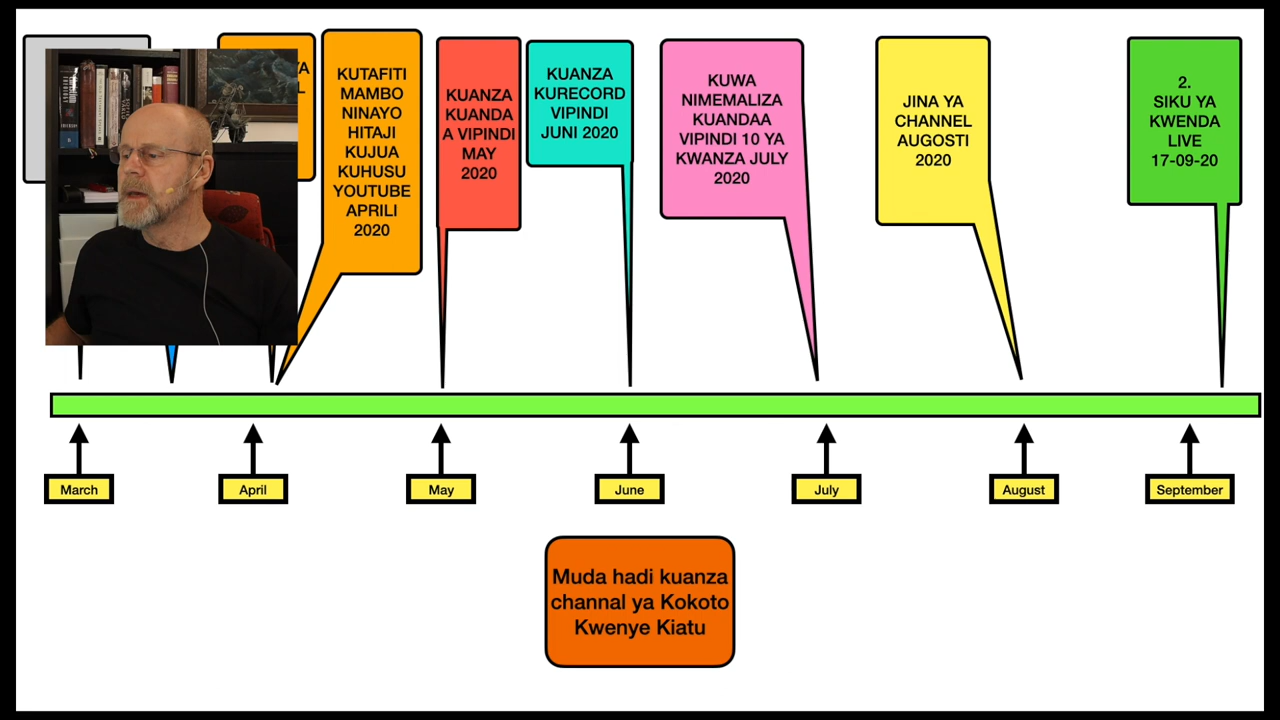 KUTAFITI
MAMBO
NINAYO
HITAJI
KUJUA
KUHUSU
YOUTUBE
APRILI
2020
KUANZA
KUANDA
A VIPINDI
MAY
2020
KUANZA
KURECORD
VIPINDI
JUNI 2020
KUWA
NIMEMALIZA
KUANDAA
VIPINDI 10 YA
KWANZA JULY
2020
JINA YA
CHANNEL
AUGOSTI
2020
2.
SIKU YA
KWENDA
LIVE
17-09-20
March
April
May
June
July
August
September
Muda hadi kuanza
channal ya Kokoto
Kwenye Kiatu